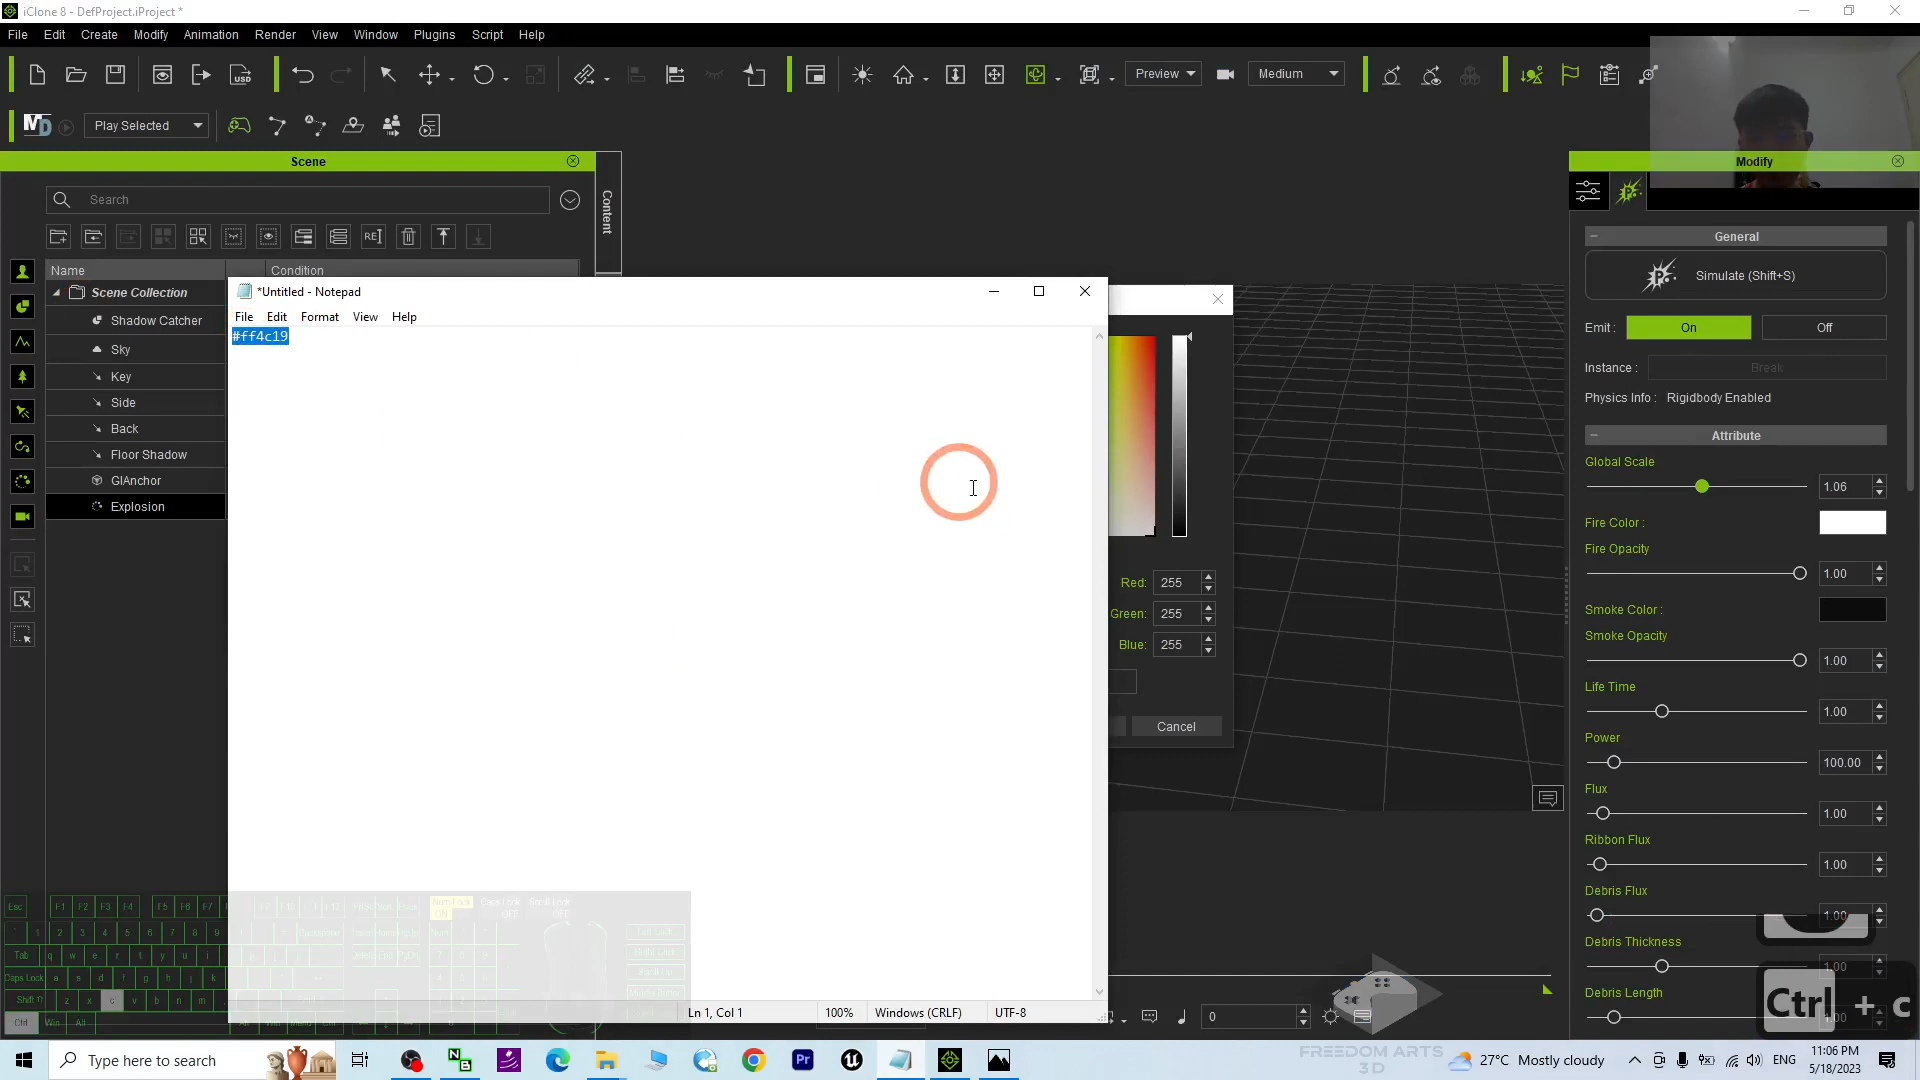 iClone 8 - DefProject.iProject *
File Edit Create Modify Animation Render View Window Plugins Script Help
Preview Medium
Play Selected
Scene
Modify
Search
Content
Name Condition
Scene Collection
Shadow Catcher
Sky
Key
Side
Back
Floor Shadow
GIAnchor
Explosion
*Untitled - Notepad
File Edit Format View Help
#ff4c19
Ln 1, Col 1 100% Windows (CRLF) UTF-8
Red: 255
Green: 255
Blue: 255
Cancel
General
Simulate (Shift+S)
Emit : On Off
Instance : Break
Physics Info : Rigidbody Enabled
Attribute
Global Scale
1.06
Fire Color :
Fire Opacity
1.00
Smoke Color :
Smoke Opacity
1.00
Life Time
1.00
Power
100.00
Flux
1.00
Ribbon Flux
1.00
Debris Flux
1.00
Debris Thickness
1.00
Debris Length
Ctrl + c
0
FREEDOM ARTS
3D
Type here to search
27°C Mostly cloudy
ENG
11:06 PM
5/18/2023